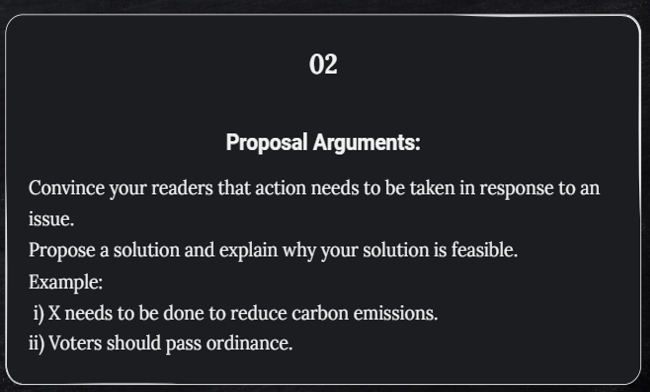 02
Proposal Arguments:
Convince your readers that action needs to be taken in response to an
issue.
Propose a solution and explain why your solution is feasible.
Example:
i) X needs to be done to reduce carbon emissions.
ii) Voters should pass ordinance.